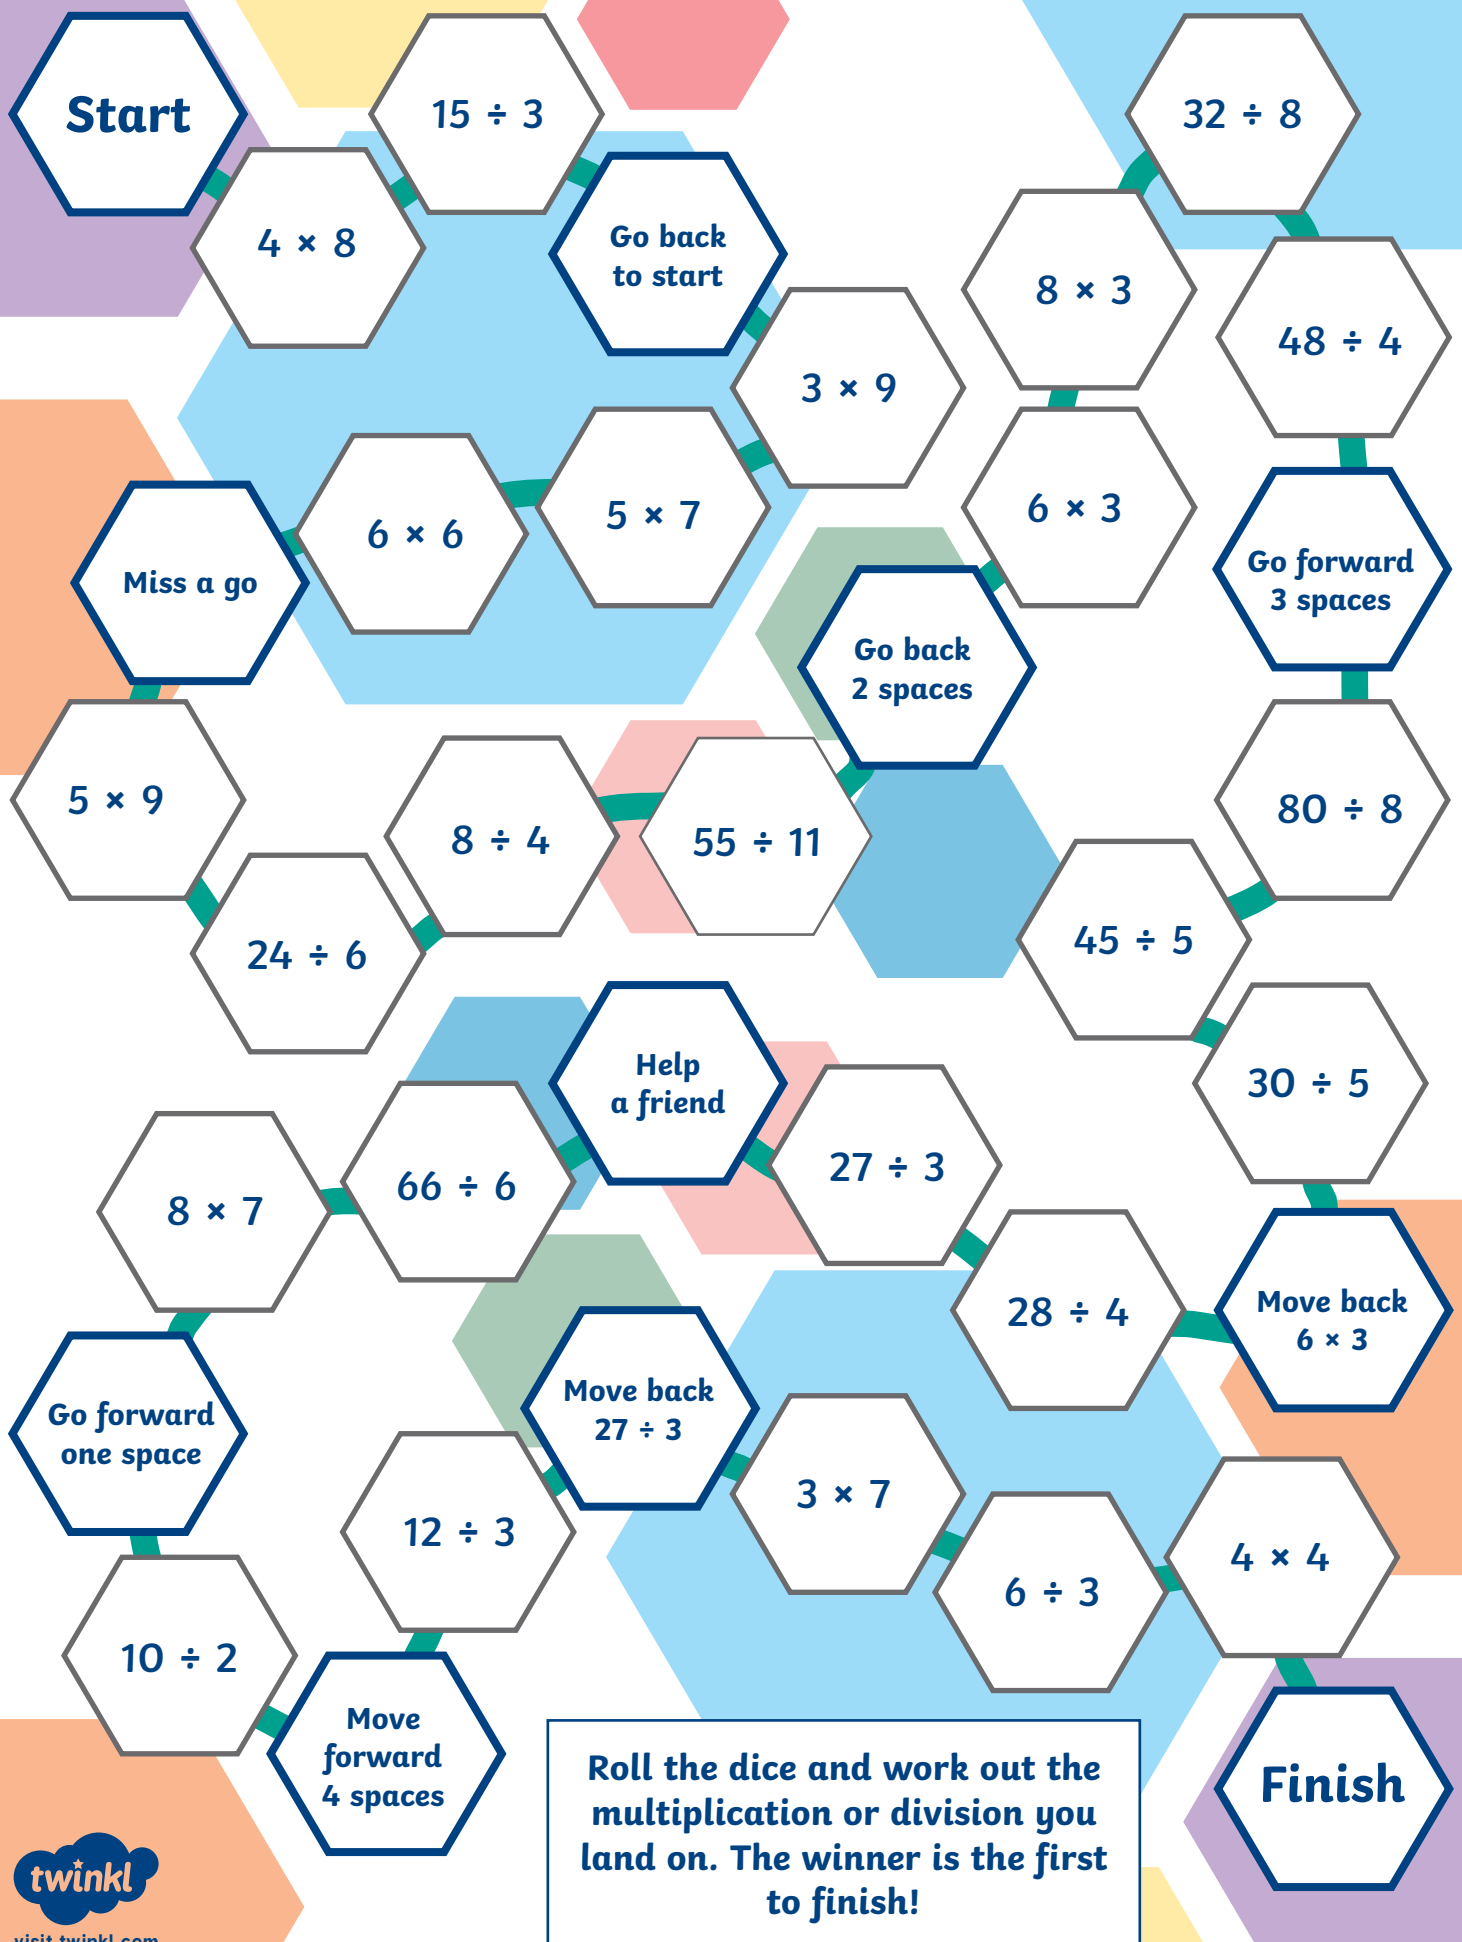 Start
4 × 8
15 ÷ 3
Go back
to start
3 × 9
5 × 7
6 × 6
Miss a go
5 × 9
24 ÷ 6
8 ÷ 4
55 ÷ 11
Go back
2 spaces
6 × 3
8 × 3
32 ÷ 8
48 ÷ 4
Go forward
3 spaces
80 ÷ 8
45 ÷ 5
30 ÷ 5
Move back
6 × 3
28 ÷ 4
27 ÷ 3
Help
a friend
66 ÷ 6
8 × 7
Go forward
one space
10 ÷ 2
Move
forward
4 spaces
12 ÷ 3
Move back
27 ÷ 3
3 × 7
6 ÷ 3
4 × 4
Finish
Roll the dice and work out the
multiplication or division you
land on. The winner is the first
to finish!
twinkl
visit twinkl.com